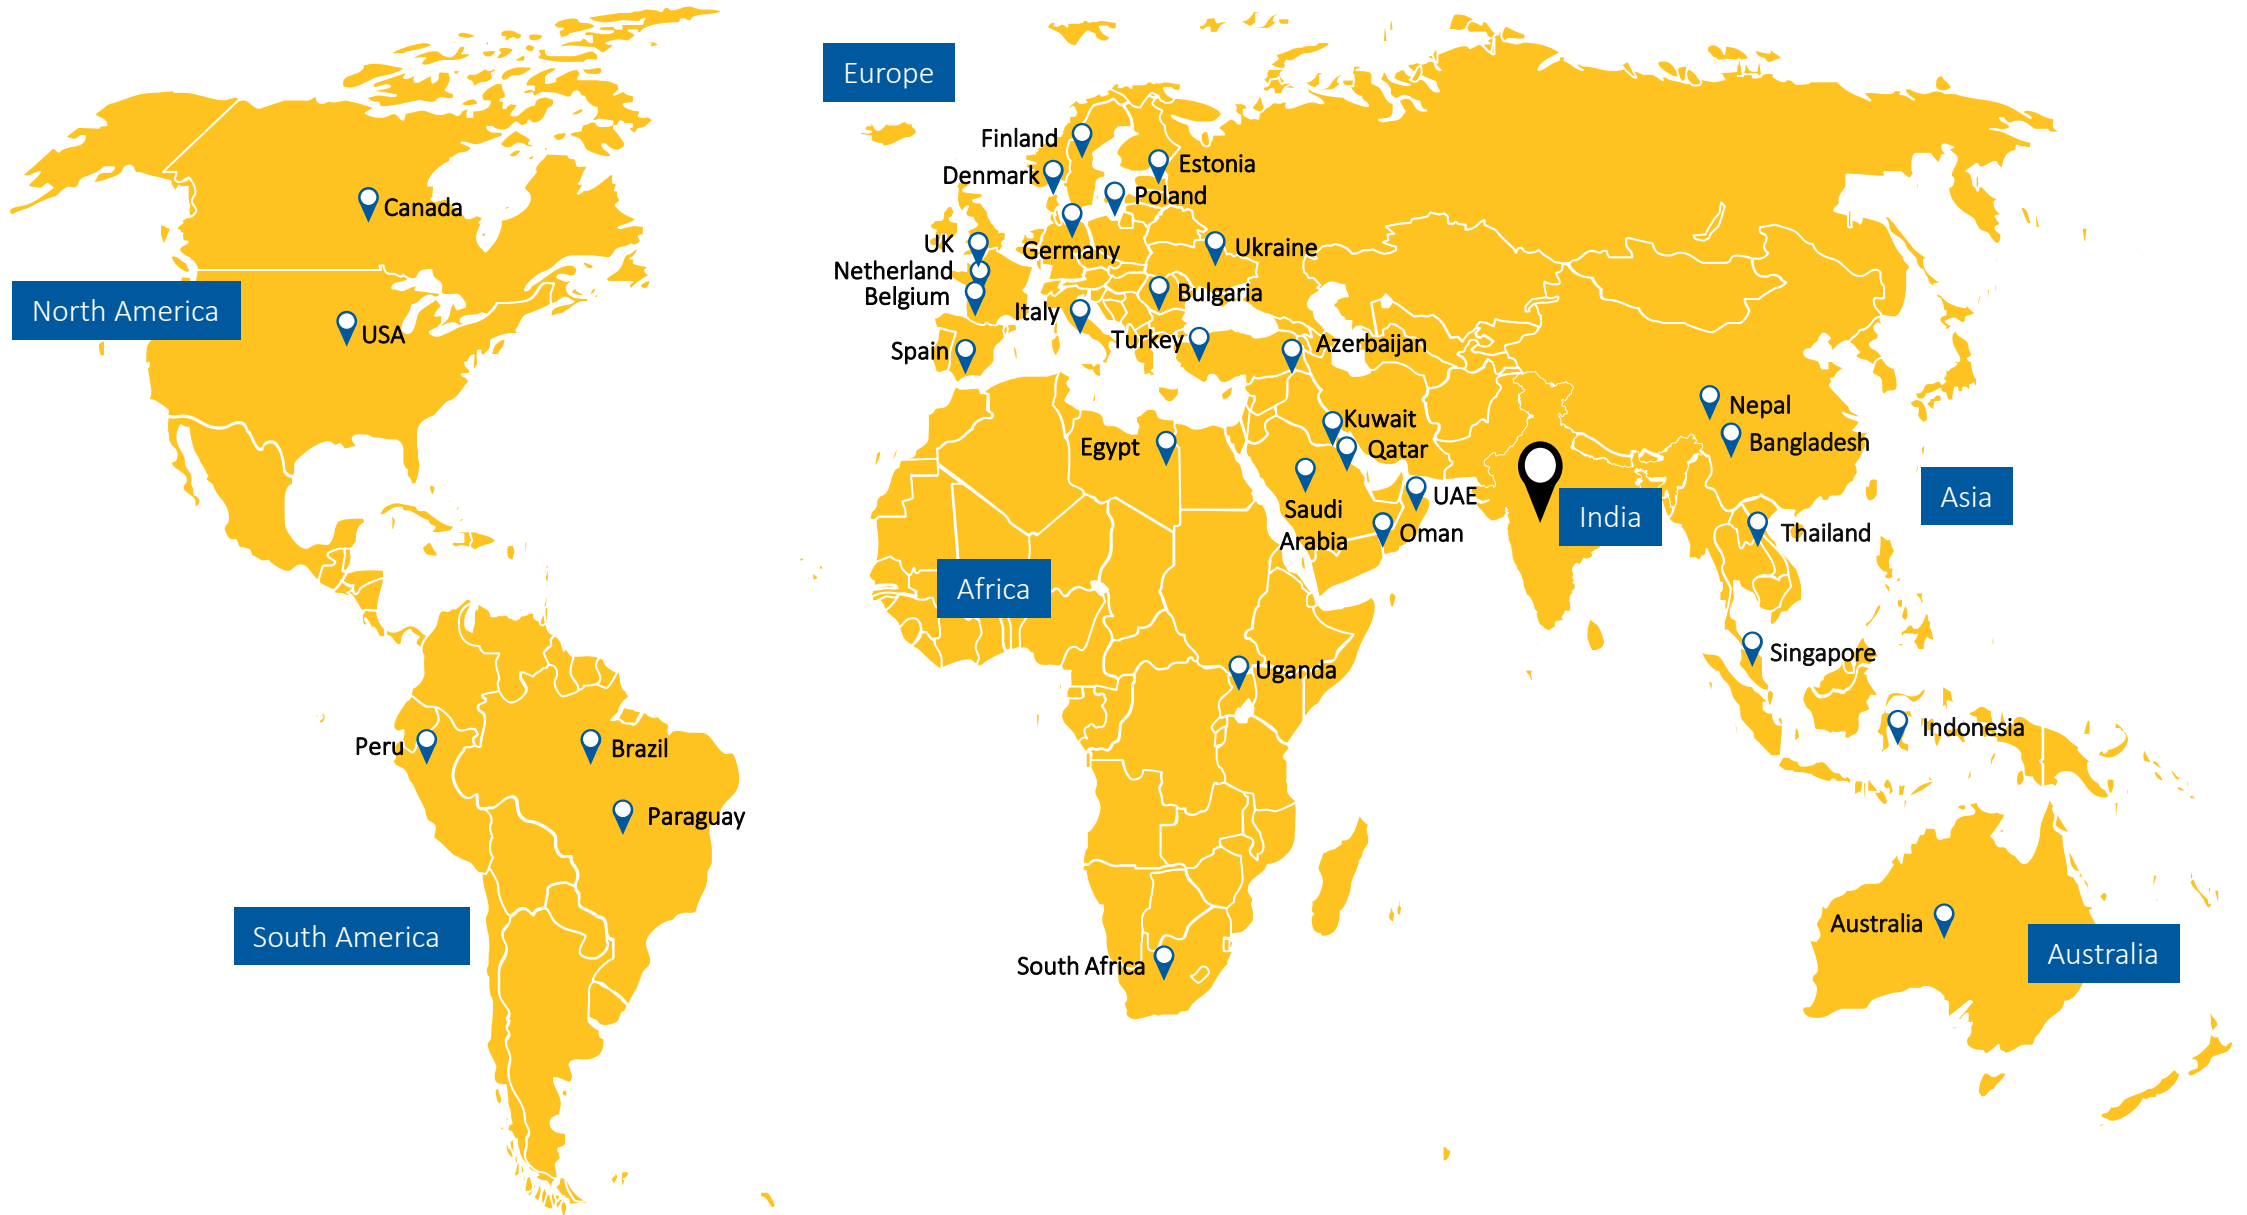 Europe
Finland
Denmark
Estonia
Poland
Canada
UK
Germany
Ukraine
Netherland
Belgium
Bulgaria
North America
Italy
USA
Turkey
Azerbaijan
Spain
Nepal
Kuwait
Egypt
Qatar
Bangladesh
UAE
Asia
Saudi
Arabia
India
Oman
Thailand
Africa
Singapore
Uganda
Indonesia
Peru
Brazil
Paraguay
Australia
South America
Australia
South Africa